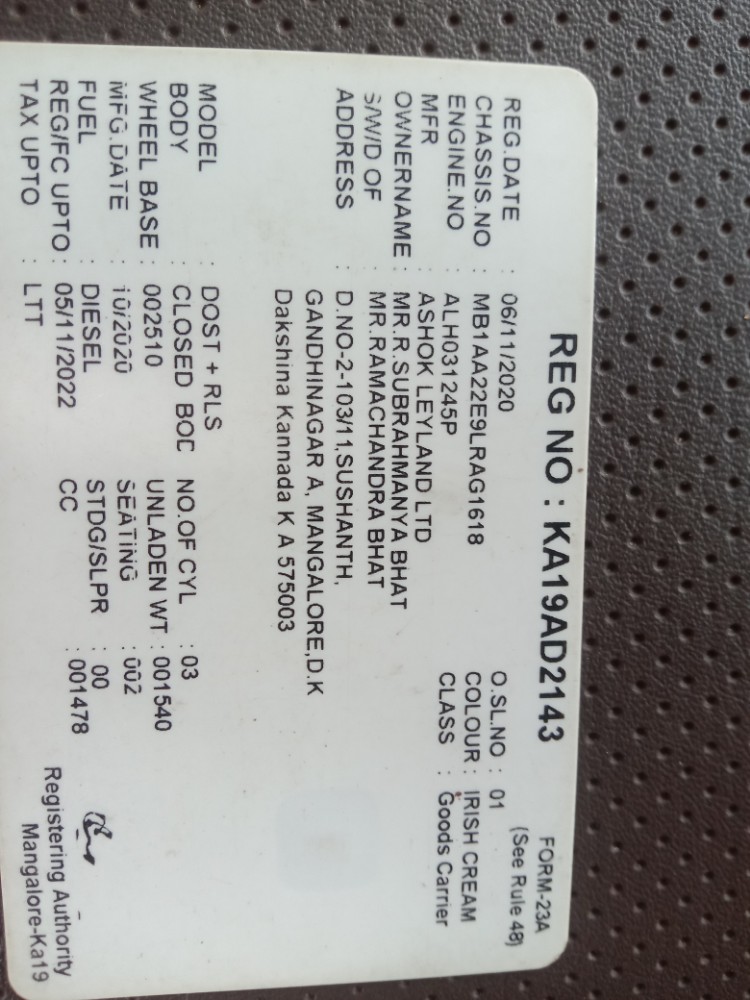 FORM-23A
(See Rule 48)
REG NO : KA19AD2143
REG.DATE : 06/11/2020 O.SL.NO : 01
CHASSIS.NO : MB1AA22E9LRAG1618 COLOUR : IRISH CREAM
ENGINE.NO : ALH031245P CLASS : Goods Carrier
MFR : ASHOK LEYLAND LTD
OWNERNAME : MR.R.SUBRAHMANYA BHAT
S/W/D OF : MR.RAMACHANDRA BHAT
ADDRESS : D.NO-2-103/11,SUSHANTH,
GANDHINAGAR A, MANGALORE,D.K
Dakshina Kannada K A 575003
MODEL : DOST + RLS
BODY : CLOSED BOD NO.OF CYL : 03
WHEEL BASE : 002510 UNLADEN WT : 001540
MFG.DATE : 10/2020 SEATING : 002
FUEL : DIESEL STDG/SLPR : 00
REG/FC UPTO : 05/11/2022 CC : 001478
TAX UPTO : LTT
Registering Authority
Mangalore-Ka19